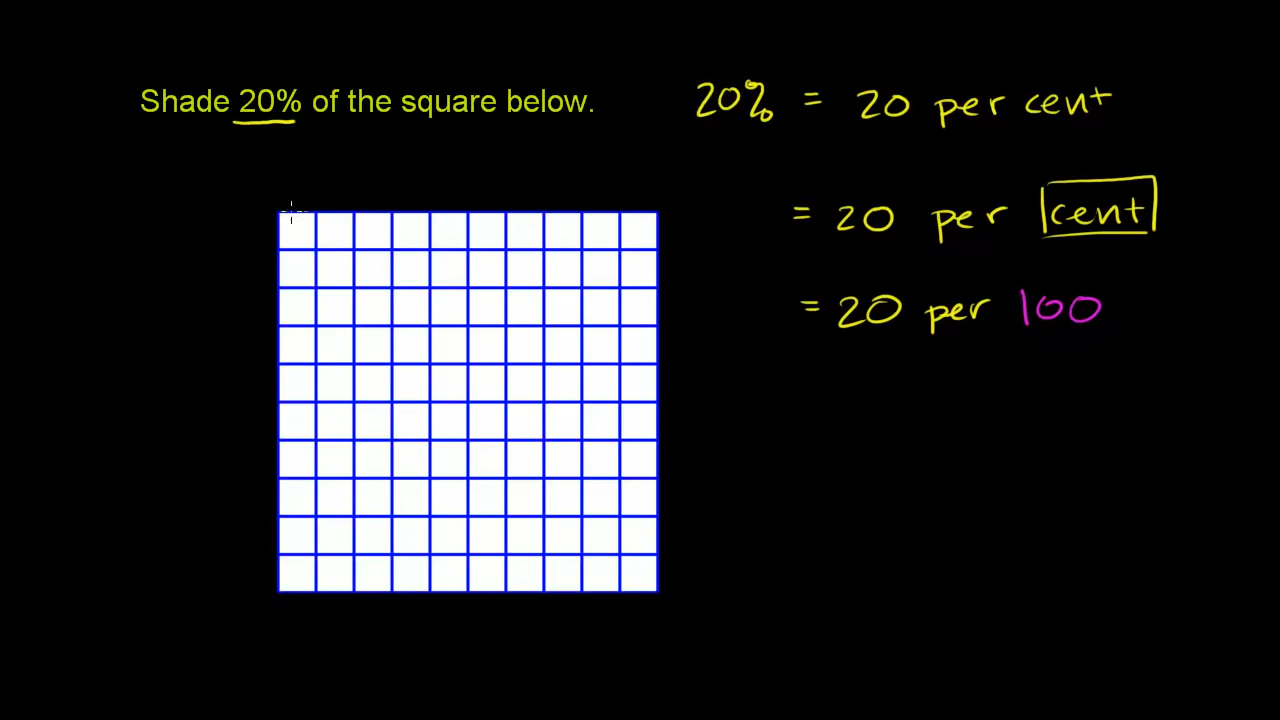 Shade 20% of the square below.
20% = 20 per cent
= 20 per cent
= 20 per 100